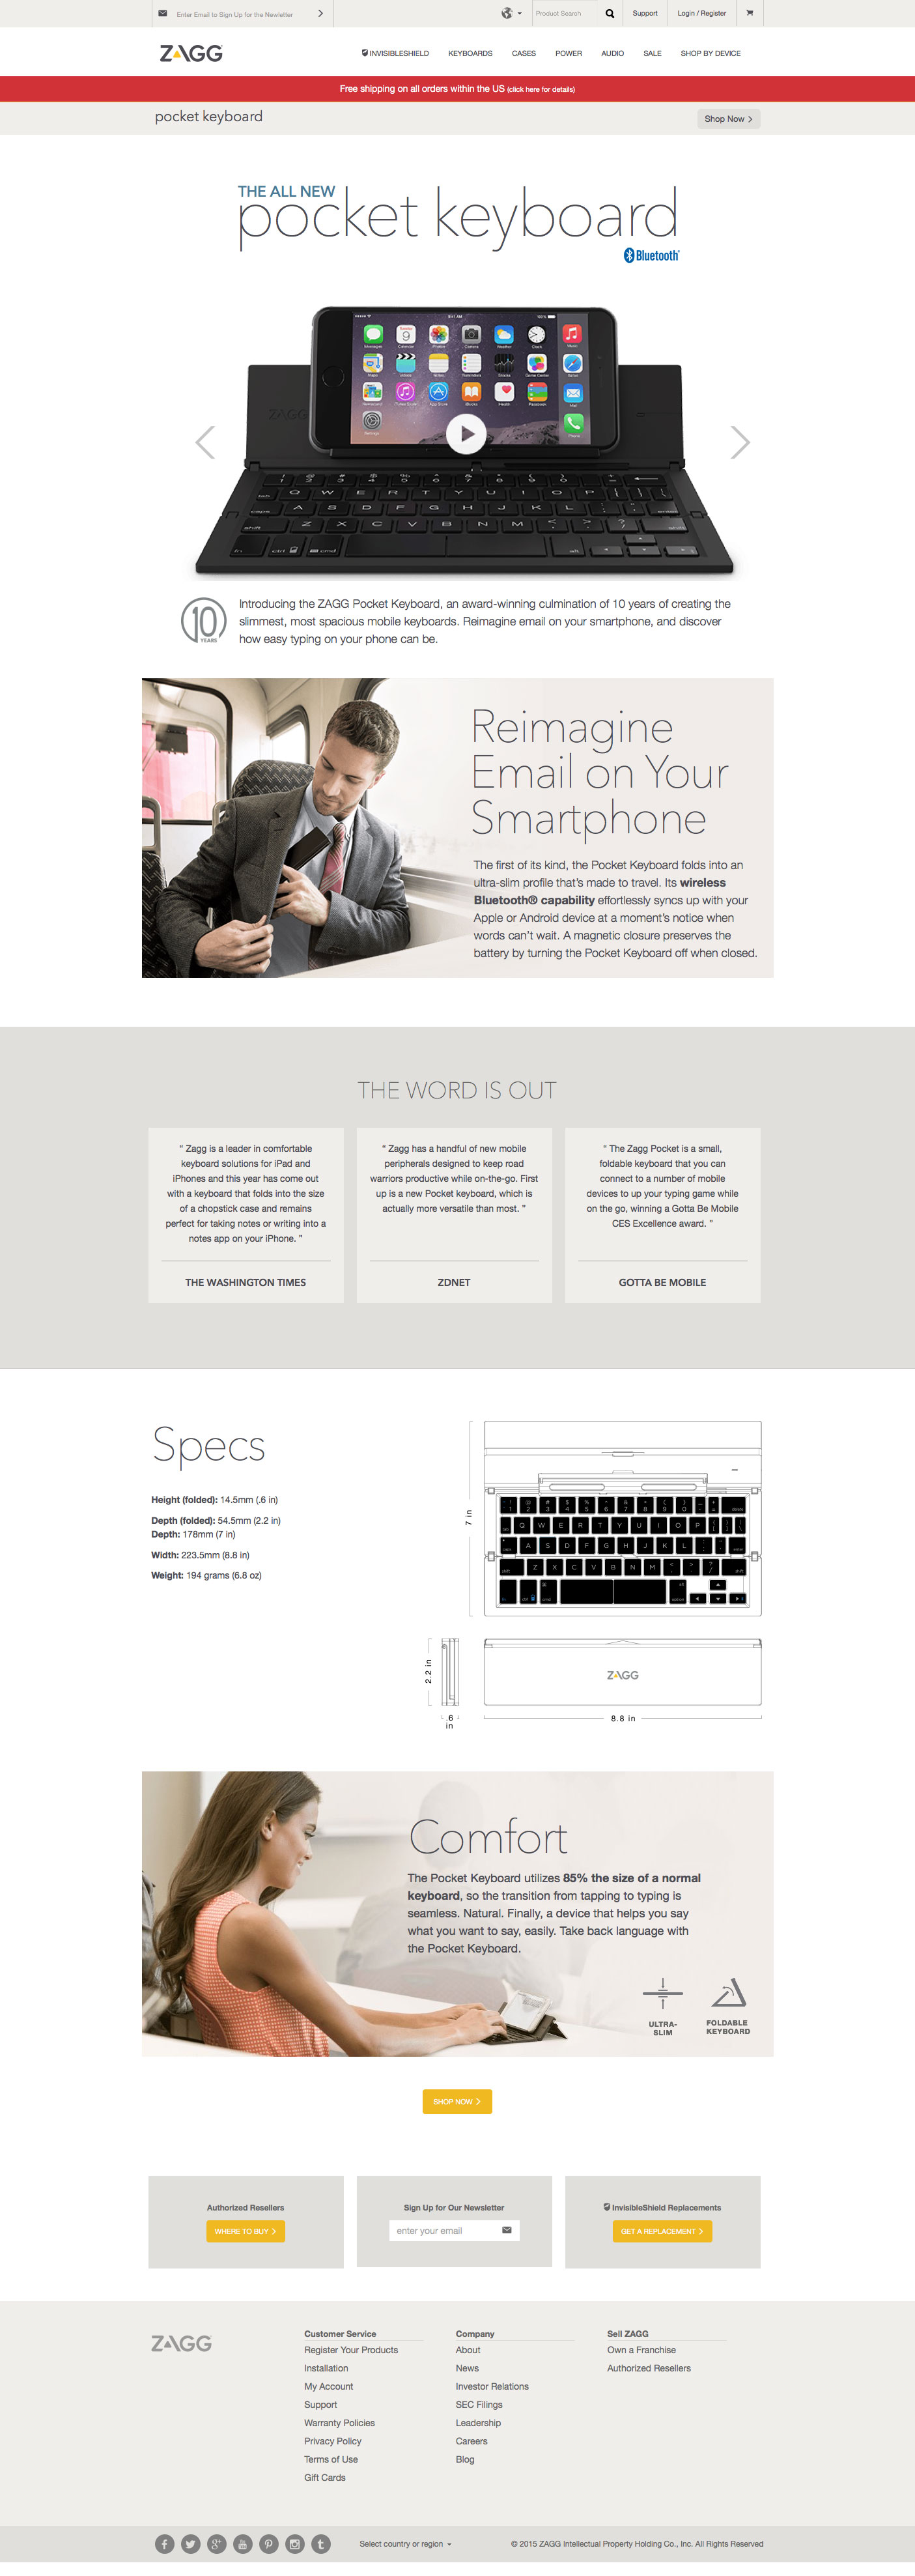 Enter Email to Sign Up for the Newsletter
Product Search
Support
Login / Register
ZAGG
INVISIBLESHIELD
KEYBOARDS
CASES
POWER
AUDIO
SALE
SHOP BY DEVICE
Free shipping on all orders within the US (click here for details)
pocket keyboard
Shop Now
THE ALL NEW
pocket keyboard
Bluetooth
ZAGG
10
YEARS
Introducing the ZAGG Pocket Keyboard, an award-winning culmination of 10 years of creating the
slimmest, most spacious mobile keyboards. Reimagine email on your smartphone, and discover
how easy typing on your phone can be.
Reimagine
Email on Your
Smartphone
The first of its kind, the Pocket Keyboard folds into an
ultra-slim profile that's made to travel. Its wireless
Bluetooth® capability effortlessly syncs up with your
Apple or Android device at a moment's notice when
words can't wait. A magnetic closure preserves the
battery by turning the Pocket Keyboard off when closed.
THE WORD IS OUT
" Zagg is a leader in comfortable
keyboard solutions for iPad and
iPhones and this year has come out
with a keyboard that folds into the size
of a chopstick case and remains
perfect for taking notes or writing into a
notes app on your iPhone. "
THE WASHINGTON TIMES
" Zagg has a handful of new mobile
peripherals designed to keep road
warriors productive while on-the-go. First
up is a new Pocket keyboard, which is
actually more versatile than most. "
ZDNET
" The Zagg Pocket is a small,
foldable keyboard that you can
connect to a number of mobile
devices to up your typing game while
on the go, winning a Gotta Be Mobile
CES Excellence award. "
GOTTA BE MOBILE
Specs
Height (folded): 14.5mm (.6 in)
Depth (folded): 54.5mm (2.2 in)
Depth: 178mm (7 in)
Width: 223.5mm (8.8 in)
Weight: 194 grams (6.8 oz)
7 in
Q W E R T Y U I O P
A S D F G H J K L
Z X C V B N M
2.2 in
.6
in
ZAGG
8.8 in
Comfort
The Pocket Keyboard utilizes 85% the size of a normal
keyboard, so the transition from tapping to typing is
seamless. Natural. Finally, a device that helps you say
what you want to say, easily. Take back language with
the Pocket Keyboard.
ULTRA-
SLIM
FOLDABLE
KEYBOARD
SHOP NOW
Authorized Resellers
WHERE TO BUY
Sign Up for Our Newsletter
enter your email
InvisibleShield Replacements
GET A REPLACEMENT
ZAGG
Customer Service
Register Your Products
Installation
My Account
Support
Warranty Policies
Privacy Policy
Terms of Use
Gift Cards
Company
About
News
Investor Relations
SEC Filings
Leadership
Careers
Blog
Sell ZAGG
Own a Franchise
Authorized Resellers
Select country or region
© 2015 ZAGG Intellectual Property Holding Co., Inc. All Rights Reserved